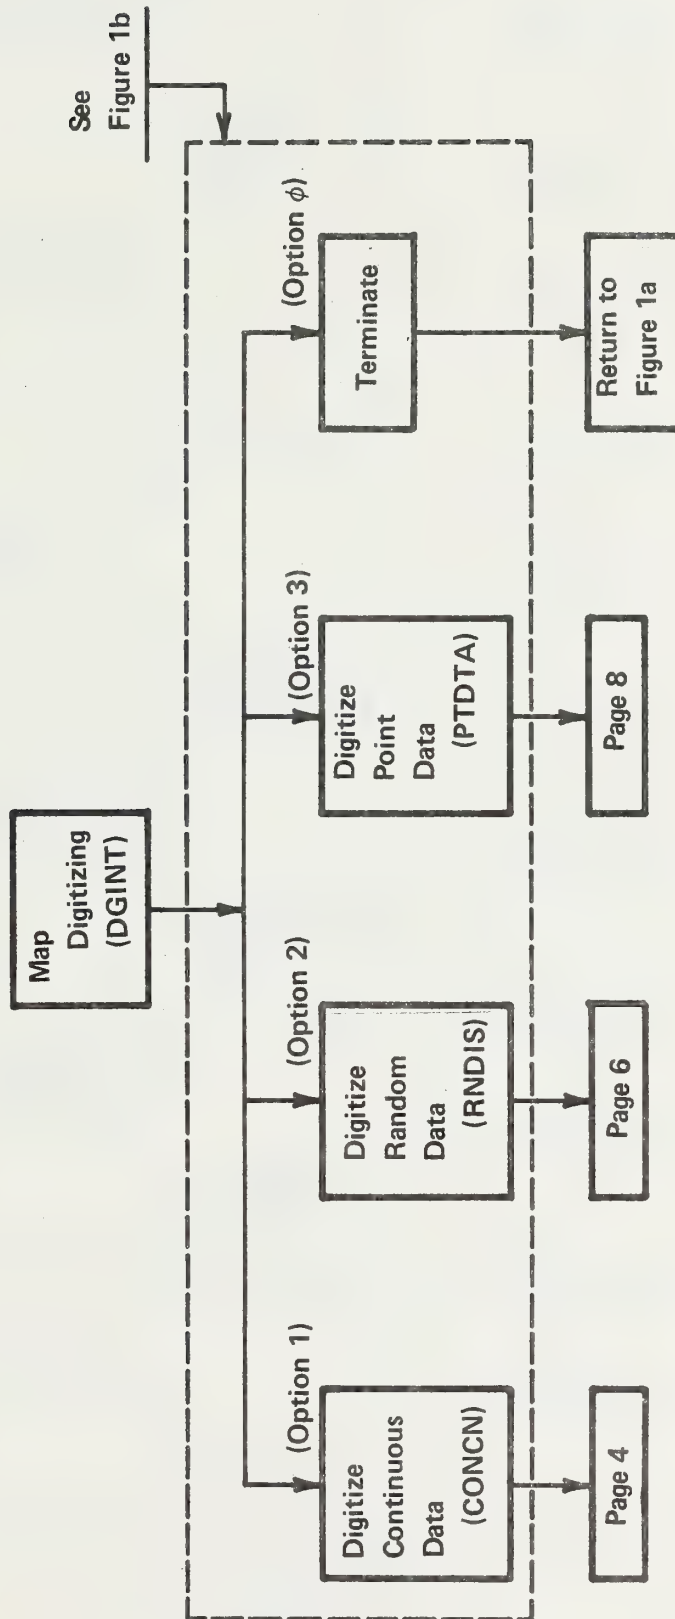 See
Figure 1b
Map
Digitizing
(DGINT)
(Option 1)
(Option 2)
(Option 3)
(Option ϕ)
Digitize
Continuous
Data
(CONCN)
Digitize
Random
Data
(RNDIS)
Digitize
Point
Data
(PTDTA)
Terminate
Page 4
Page 6
Page 8
Return to
Figure 1a